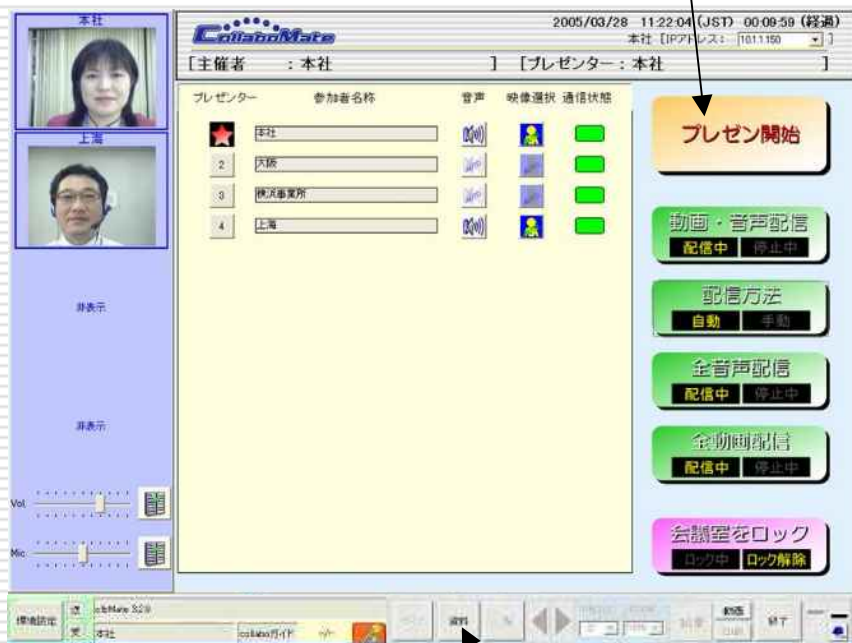 本社
上海
非表示
非表示
Vol
Mic
CollaboMate
2005/03/28 11:22:04 (JST) 00:09:59 (経過)
本社 [IPアドレス: 10.1.1.150 ]
[主催者 : 本社 ] [プレゼンター : 本社 ]
プレゼンター 参加者名称 音声 映像選択 通信状態
本社
2 大阪
3 横浜事業所
4 上海
プレゼン開始
動画・音声配信
配信中 停止中
配信方法
自動 手動
全音声配信
配信中 停止中
全動画配信
配信中 停止中
会議室をロック
ロック中 ロック解除
環境設定
送
受
本社
資料
終了